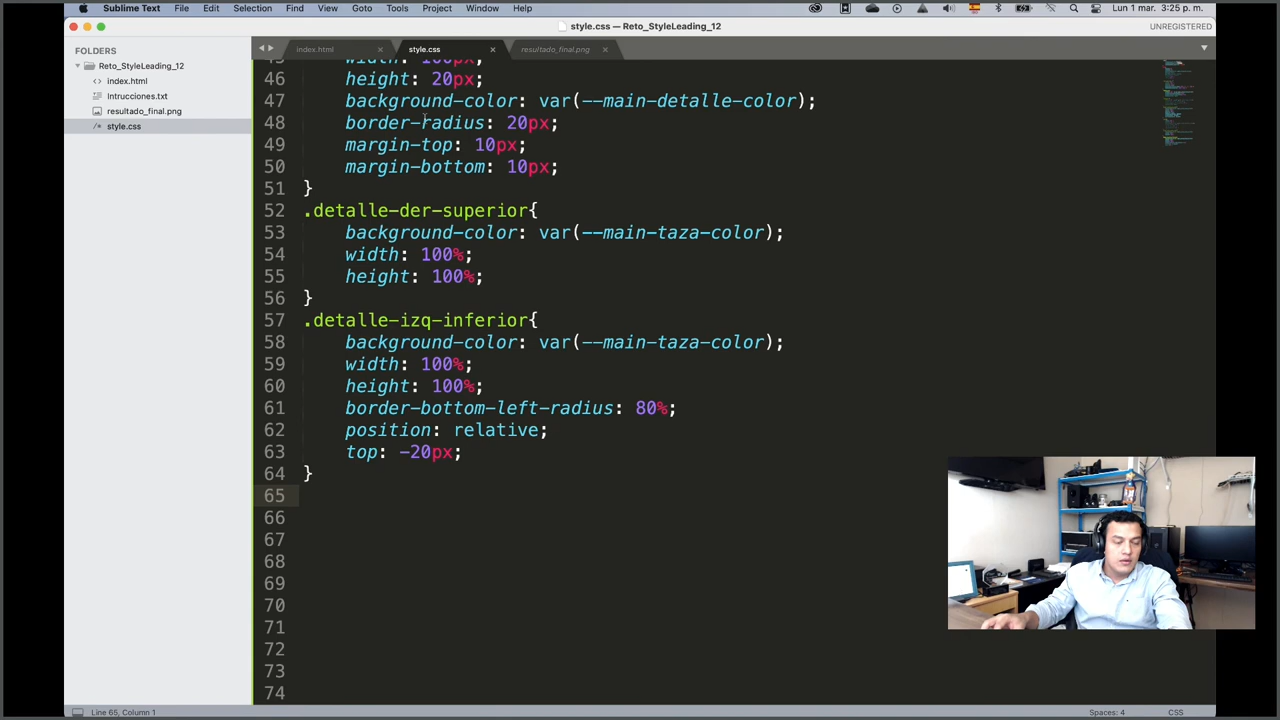 Sublime Text File Edit Selection Find View Goto Tools Project Window Help Lun 1 mar. 3:25 p. m.
style.css — Reto_StyleLeading_12 UNREGISTERED
FOLDERS
Reto_StyleLeading_12
index.html
Intrucciones.txt
resultado_final.png
style.css
index.html style.css resultado_final.png
width: 100px;
46 height: 20px;
47 background-color: var(--main-detalle-color);
48 border-radius: 20px;
49 margin-top: 10px;
50 margin-bottom: 10px;
51 }
52 .detalle-der-superior{
53 background-color: var(--main-taza-color);
54 width: 100%;
55 height: 100%;
56 }
57 .detalle-izq-inferior{
58 background-color: var(--main-taza-color);
59 width: 100%;
60 height: 100%;
61 border-bottom-left-radius: 80%;
62 position: relative;
63 top: -20px;
64 }
65
66
67
68
69
70
71
72
73
74
Line 65, Column 1 Spaces: 4 CSS